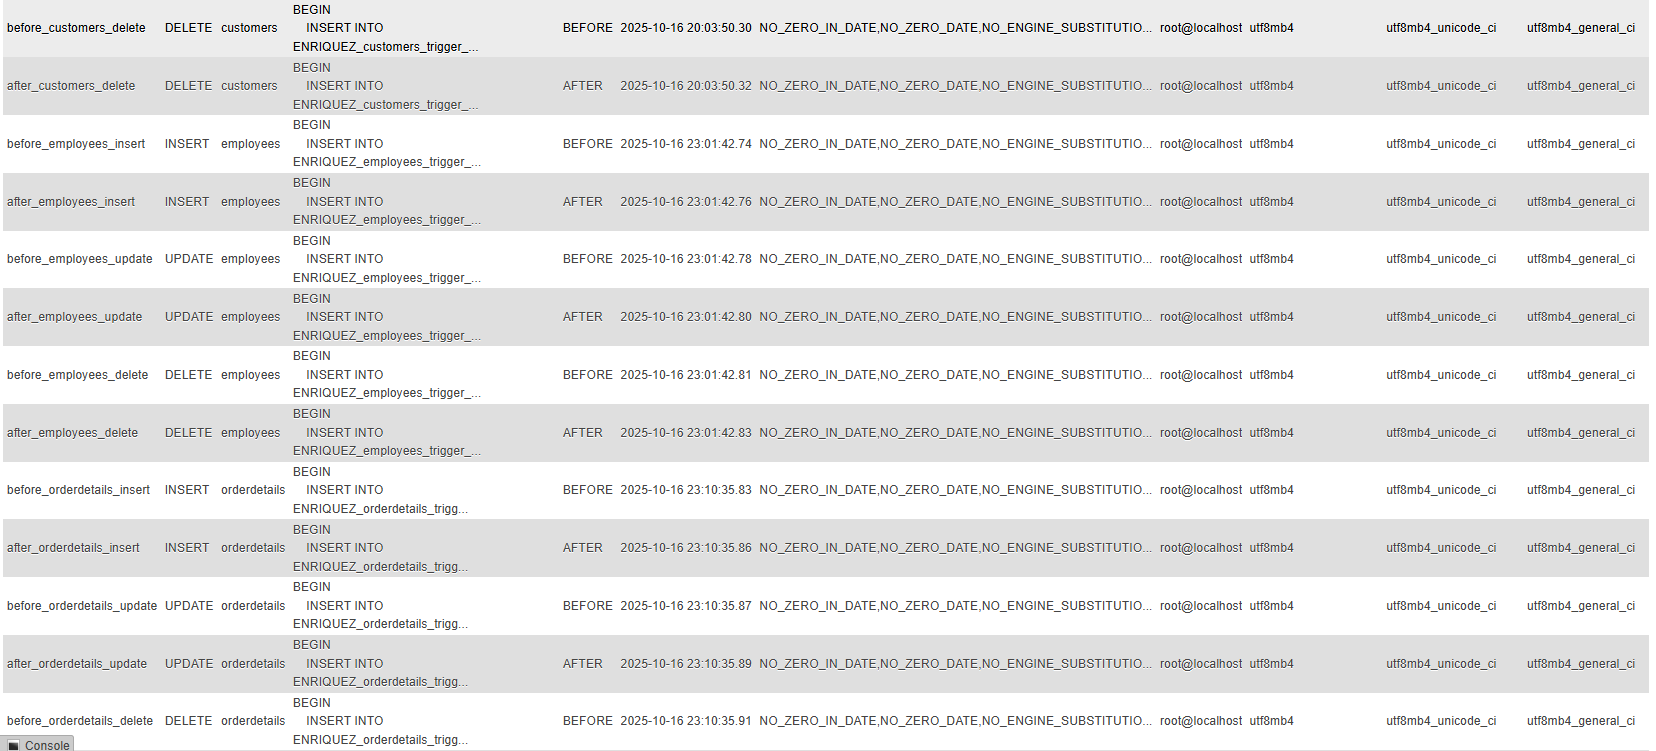 BEGIN
before_customers_delete DELETE customers INSERT INTO BEFORE 2025-10-16 20:03:50.30 NO_ZERO_IN_DATE,NO_ZERO_DATE,NO_ENGINE_SUBSTITUTIO... root@localhost utf8mb4 utf8mb4_unicode_ci utf8mb4_general_ci
ENRIQUEZ_customers_trigger_...
BEGIN
after_customers_delete DELETE customers INSERT INTO AFTER 2025-10-16 20:03:50.32 NO_ZERO_IN_DATE,NO_ZERO_DATE,NO_ENGINE_SUBSTITUTIO... root@localhost utf8mb4 utf8mb4_unicode_ci utf8mb4_general_ci
ENRIQUEZ_customers_trigger_...
BEGIN
before_employees_insert INSERT employees INSERT INTO BEFORE 2025-10-16 23:01:42.74 NO_ZERO_IN_DATE,NO_ZERO_DATE,NO_ENGINE_SUBSTITUTIO... root@localhost utf8mb4 utf8mb4_unicode_ci utf8mb4_general_ci
ENRIQUEZ_employees_trigger_...
BEGIN
after_employees_insert INSERT employees INSERT INTO AFTER 2025-10-16 23:01:42.76 NO_ZERO_IN_DATE,NO_ZERO_DATE,NO_ENGINE_SUBSTITUTIO... root@localhost utf8mb4 utf8mb4_unicode_ci utf8mb4_general_ci
ENRIQUEZ_employees_trigger_...
BEGIN
before_employees_update UPDATE employees INSERT INTO BEFORE 2025-10-16 23:01:42.78 NO_ZERO_IN_DATE,NO_ZERO_DATE,NO_ENGINE_SUBSTITUTIO... root@localhost utf8mb4 utf8mb4_unicode_ci utf8mb4_general_ci
ENRIQUEZ_employees_trigger_...
BEGIN
after_employees_update UPDATE employees INSERT INTO AFTER 2025-10-16 23:01:42.80 NO_ZERO_IN_DATE,NO_ZERO_DATE,NO_ENGINE_SUBSTITUTIO... root@localhost utf8mb4 utf8mb4_unicode_ci utf8mb4_general_ci
ENRIQUEZ_employees_trigger_...
BEGIN
before_employees_delete DELETE employees INSERT INTO BEFORE 2025-10-16 23:01:42.81 NO_ZERO_IN_DATE,NO_ZERO_DATE,NO_ENGINE_SUBSTITUTIO... root@localhost utf8mb4 utf8mb4_unicode_ci utf8mb4_general_ci
ENRIQUEZ_employees_trigger_...
BEGIN
after_employees_delete DELETE employees INSERT INTO AFTER 2025-10-16 23:01:42.83 NO_ZERO_IN_DATE,NO_ZERO_DATE,NO_ENGINE_SUBSTITUTIO... root@localhost utf8mb4 utf8mb4_unicode_ci utf8mb4_general_ci
ENRIQUEZ_employees_trigger_...
BEGIN
before_orderdetails_insert INSERT orderdetails INSERT INTO BEFORE 2025-10-16 23:10:35.83 NO_ZERO_IN_DATE,NO_ZERO_DATE,NO_ENGINE_SUBSTITUTIO... root@localhost utf8mb4 utf8mb4_unicode_ci utf8mb4_general_ci
ENRIQUEZ_orderdetails_trigg...
BEGIN
after_orderdetails_insert INSERT orderdetails INSERT INTO AFTER 2025-10-16 23:10:35.86 NO_ZERO_IN_DATE,NO_ZERO_DATE,NO_ENGINE_SUBSTITUTIO... root@localhost utf8mb4 utf8mb4_unicode_ci utf8mb4_general_ci
ENRIQUEZ_orderdetails_trigg...
BEGIN
before_orderdetails_update UPDATE orderdetails INSERT INTO BEFORE 2025-10-16 23:10:35.87 NO_ZERO_IN_DATE,NO_ZERO_DATE,NO_ENGINE_SUBSTITUTIO... root@localhost utf8mb4 utf8mb4_unicode_ci utf8mb4_general_ci
ENRIQUEZ_orderdetails_trigg...
BEGIN
after_orderdetails_update UPDATE orderdetails INSERT INTO AFTER 2025-10-16 23:10:35.89 NO_ZERO_IN_DATE,NO_ZERO_DATE,NO_ENGINE_SUBSTITUTIO... root@localhost utf8mb4 utf8mb4_unicode_ci utf8mb4_general_ci
ENRIQUEZ_orderdetails_trigg...
BEGIN
before_orderdetails_delete DELETE orderdetails INSERT INTO BEFORE 2025-10-16 23:10:35.91 NO_ZERO_IN_DATE,NO_ZERO_DATE,NO_ENGINE_SUBSTITUTIO... root@localhost utf8mb4 utf8mb4_unicode_ci utf8mb4_general_ci
ENRIQUEZ_orderdetails_trigg...
Console